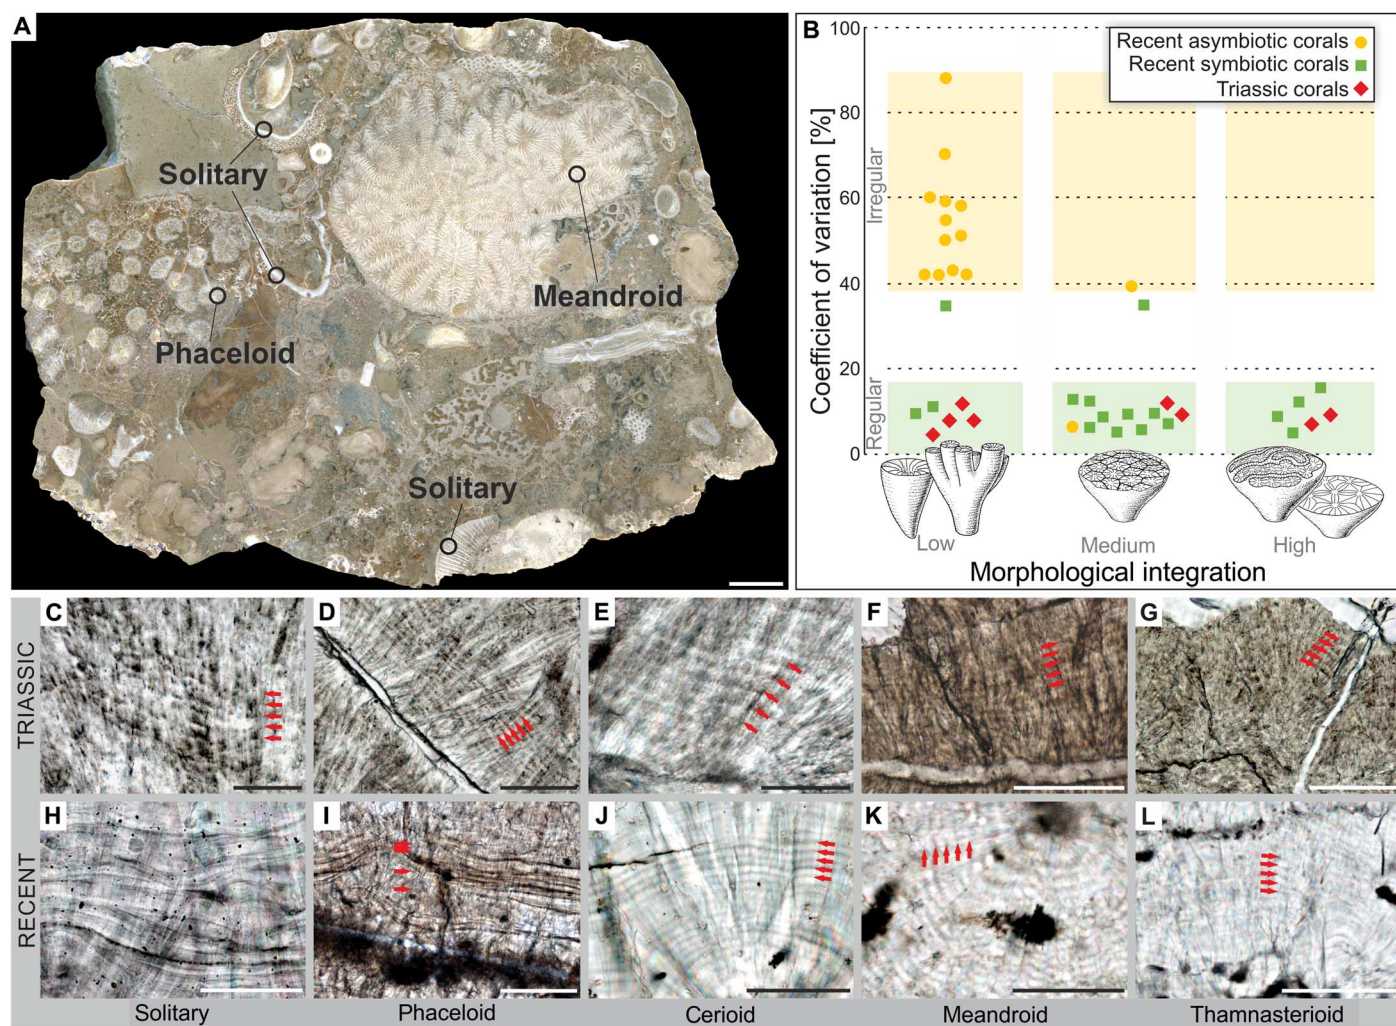 A
Solitary
Meandroid
Phaceloid
Solitary
B
Recent asymbiotic corals
Recent symbiotic corals
Triassic corals
Coefficient of variation [%]
100
80
60
40
20
0
Irregular
Regular
Low
Medium
High
Morphological integration
TRIASSIC
C
D
E
F
G
RECENT
H
I
J
K
L
Solitary
Phaceloid
Cerioid
Meandroid
Thamnasterioid